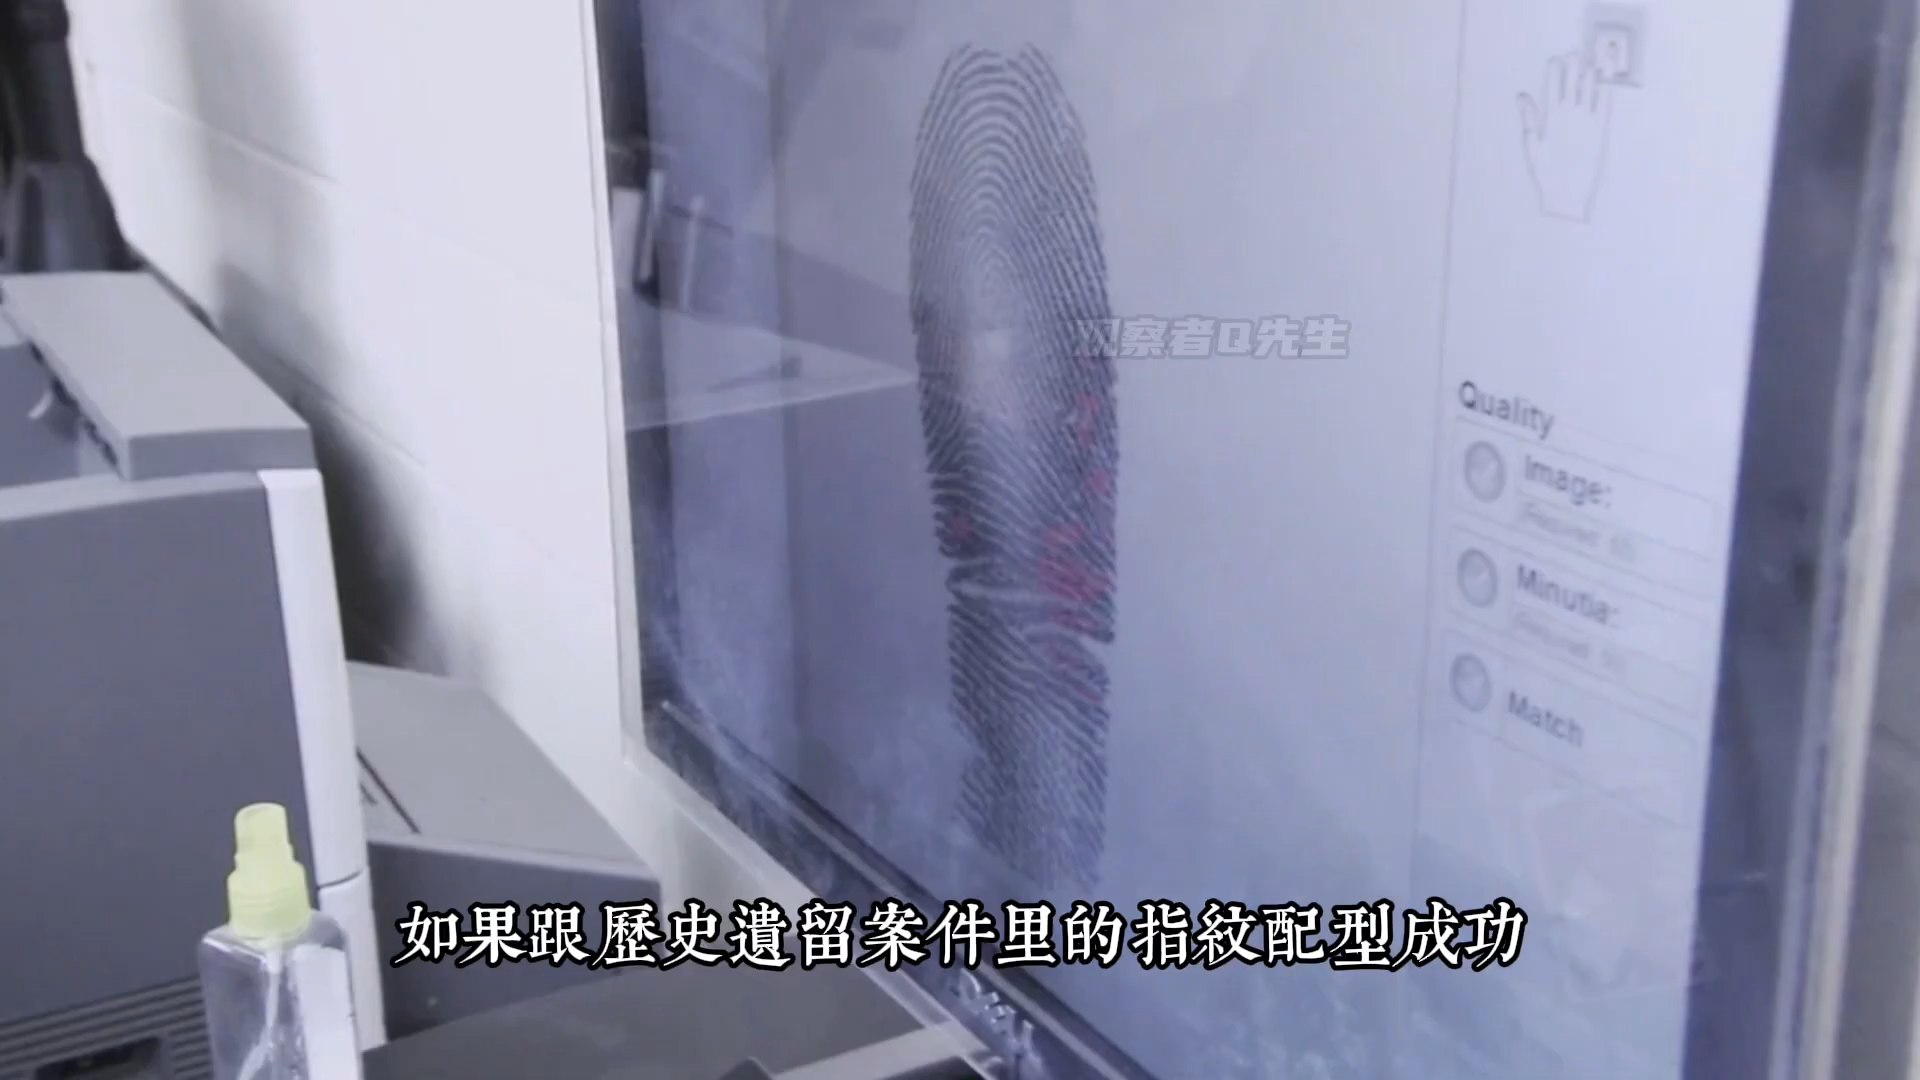 观察者Q先生
Quality
Image:
Minutia:
Match
如果跟歷史遺留案件里的指紋配型成功